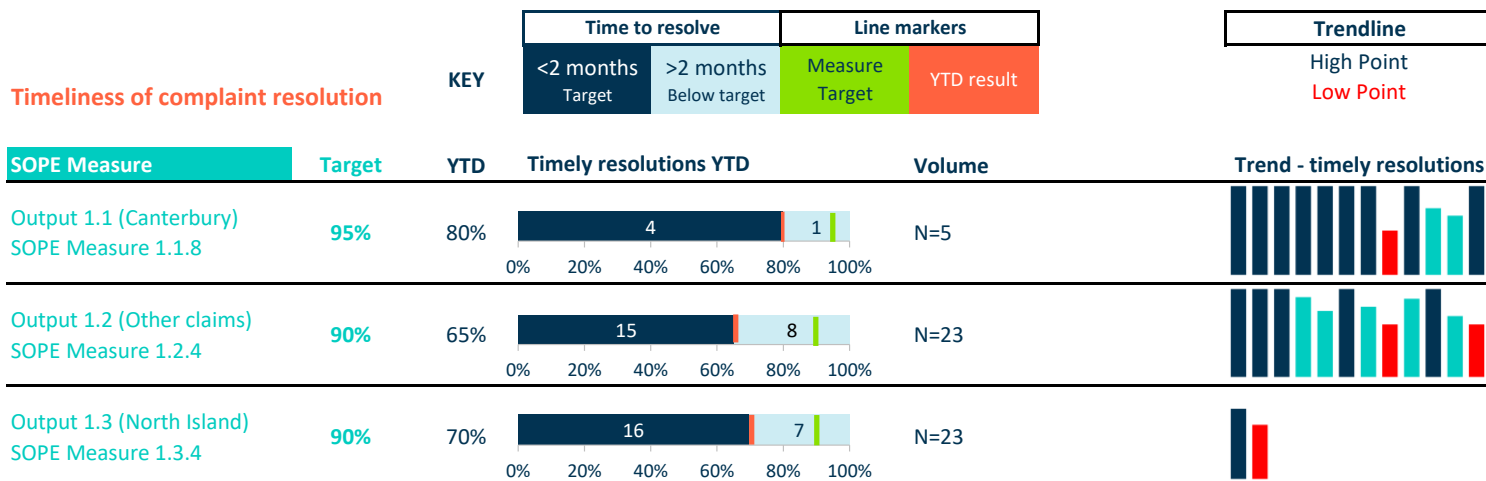 Time to resolve Line markers Trendline
Timeliness of complaint resolution
KEY
<2 months
Target
>2 months
Below target
Measure
Target
YTD result
High Point
Low Point
SOPE Measure Target YTD Timely resolutions YTD Volume Trend - timely resolutions
Output 1.1 (Canterbury)
SOPE Measure 1.1.8
95% 80% 4 1 N=5
0% 20% 40% 60% 80% 100%
Output 1.2 (Other claims)
SOPE Measure 1.2.4
90% 65% 15 8 N=23
0% 20% 40% 60% 80% 100%
Output 1.3 (North Island)
SOPE Measure 1.3.4
90% 70% 16 7 N=23
0% 20% 40% 60% 80% 100%